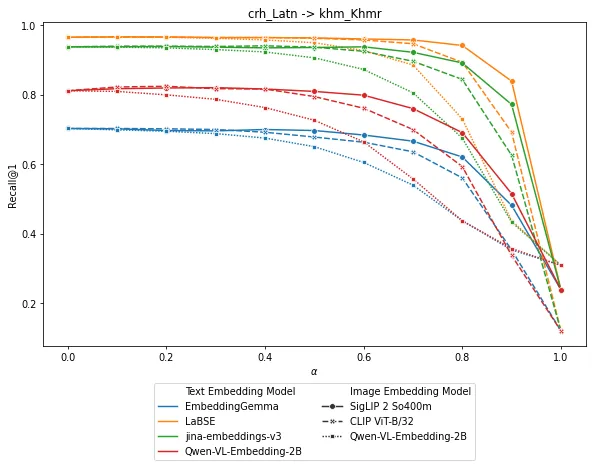 crh_Latn -> khm_Khmr
1.0
0.8
0.6
0.4
0.2
Recall@1
0.0 0.2 0.4 0.6 0.8 1.0
α
Text Embedding Model Image Embedding Model
EmbeddingGemma SigLIP 2 So400m
LaBSE CLIP ViT-B/32
jina-embeddings-v3 Qwen-VL-Embedding-2B
Qwen-VL-Embedding-2B